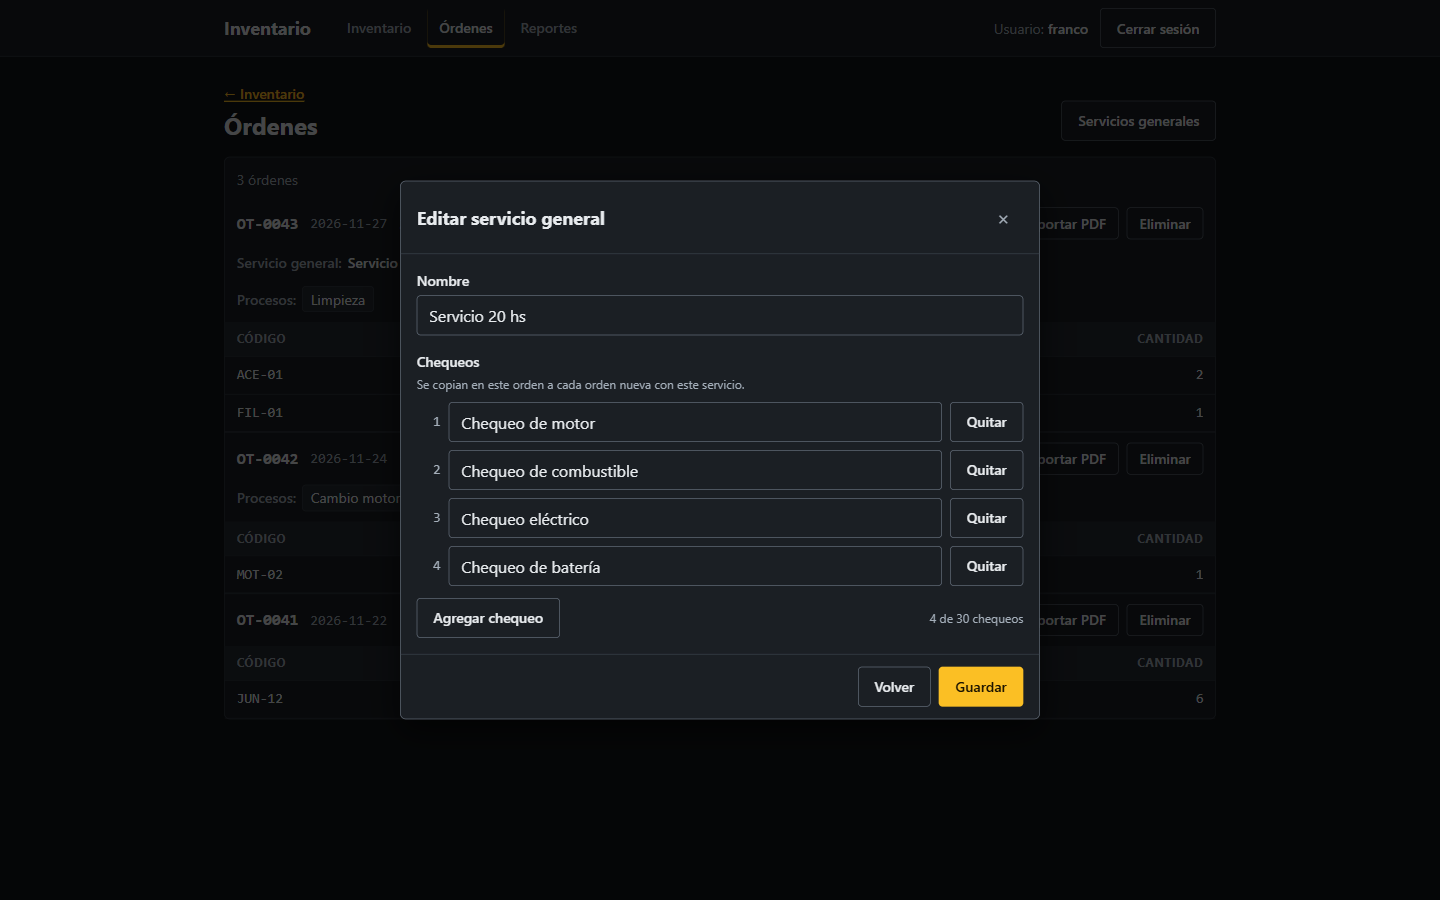 Inventario Inventario Órdenes Reportes Usuario: franco Cerrar sesión
← Inventario
Órdenes Servicios generales
3 órdenes
Editar servicio general ×
OT-0043 2026-11-27 portar PDF Eliminar
Servicio general: Servicio
Nombre
Procesos: Limpieza
Servicio 20 hs
CÓDIGO CANTIDAD
Chequeos
ACE-01 2
Se copian en este orden a cada orden nueva con este servicio.
FIL-01 1
1 Chequeo de motor Quitar
OT-0042 2026-11-24 portar PDF Eliminar
2 Chequeo de combustible Quitar
Procesos: Cambio motor
3 Chequeo eléctrico Quitar
CÓDIGO CANTIDAD
4 Chequeo de batería Quitar
MOT-02 1
Agregar chequeo 4 de 30 chequeos
OT-0041 2026-11-22 portar PDF Eliminar
CÓDIGO CANTIDAD
Volver Guardar
JUN-12 6